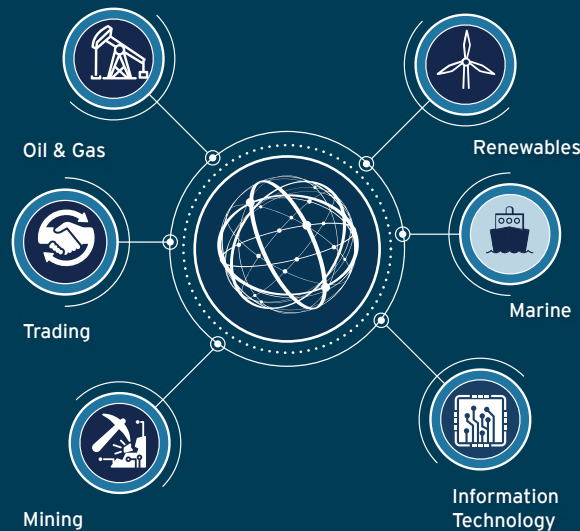 Oil & Gas
Renewables
Trading
Marine
Mining
Information
Technology